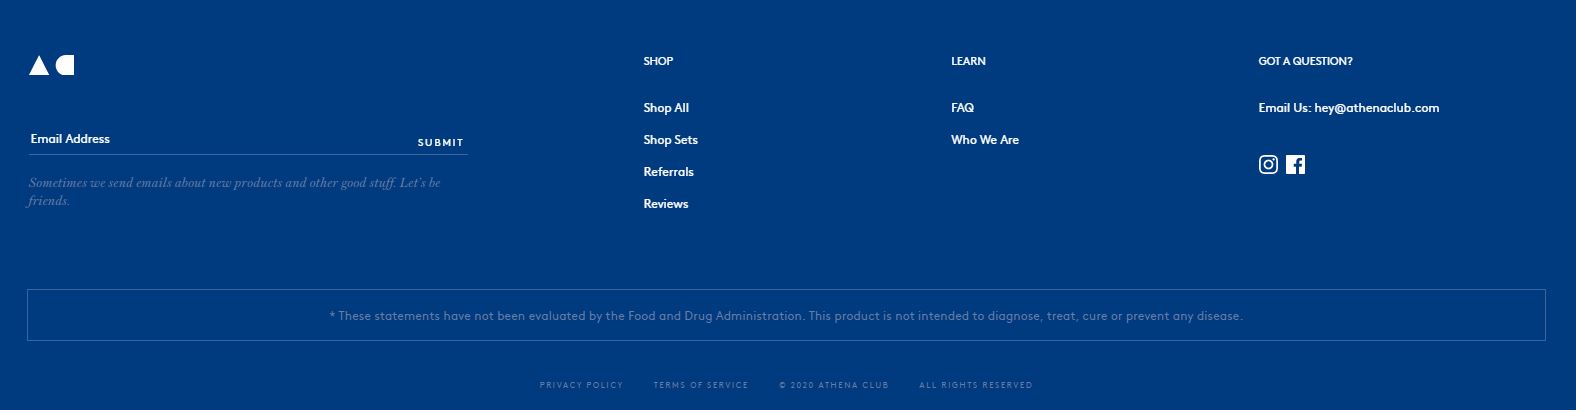 Email Address
SUBMIT
Sometimes we send emails about new products and other good stuff. Let's be
friends.
SHOP
Shop All
Shop Sets
Referrals
Reviews
LEARN
FAQ
Who We Are
GOT A QUESTION?
Email Us: hey@athenaclub.com
* These statements have not been evaluated by the Food and Drug Administration. This product is not intended to diagnose, treat, cure or prevent any disease.
PRIVACY POLICY TERMS OF SERVICE © 2020 ATHENA CLUB ALL RIGHTS RESERVED